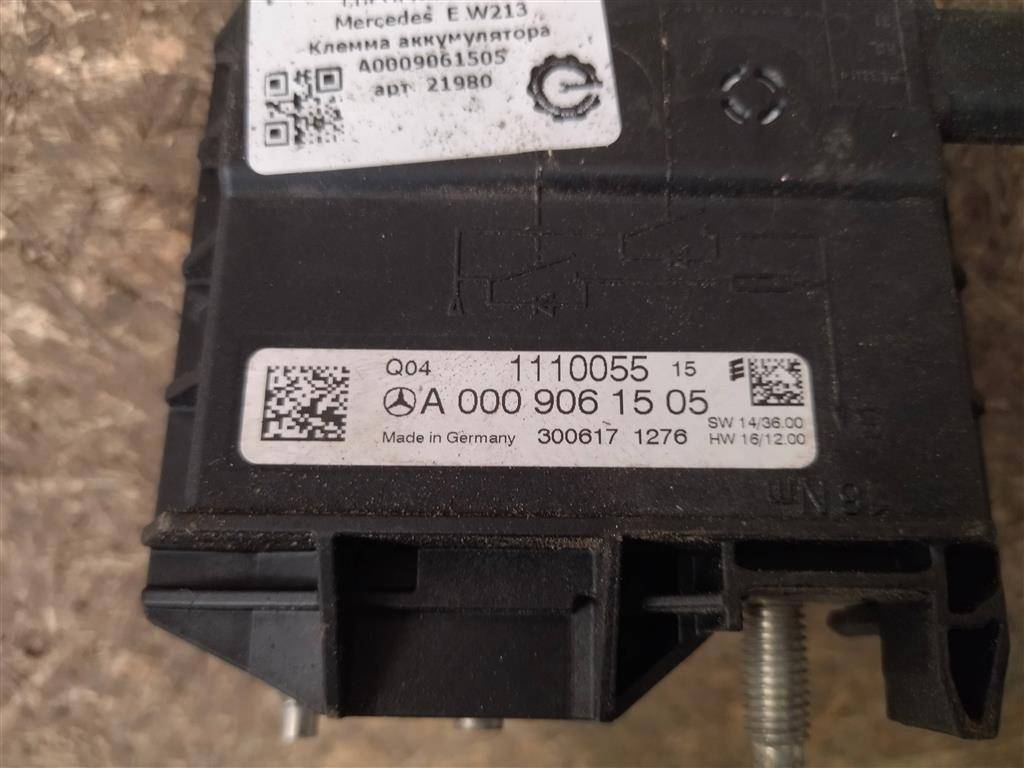 Mercedes E W213
Клемма аккумулятора
A0009061505
арт 21980
Q04 1110055 15
A 000 906 15 05
SW 14/36.00
Made in Germany 300617 1276
HW 16/12.00
Nm